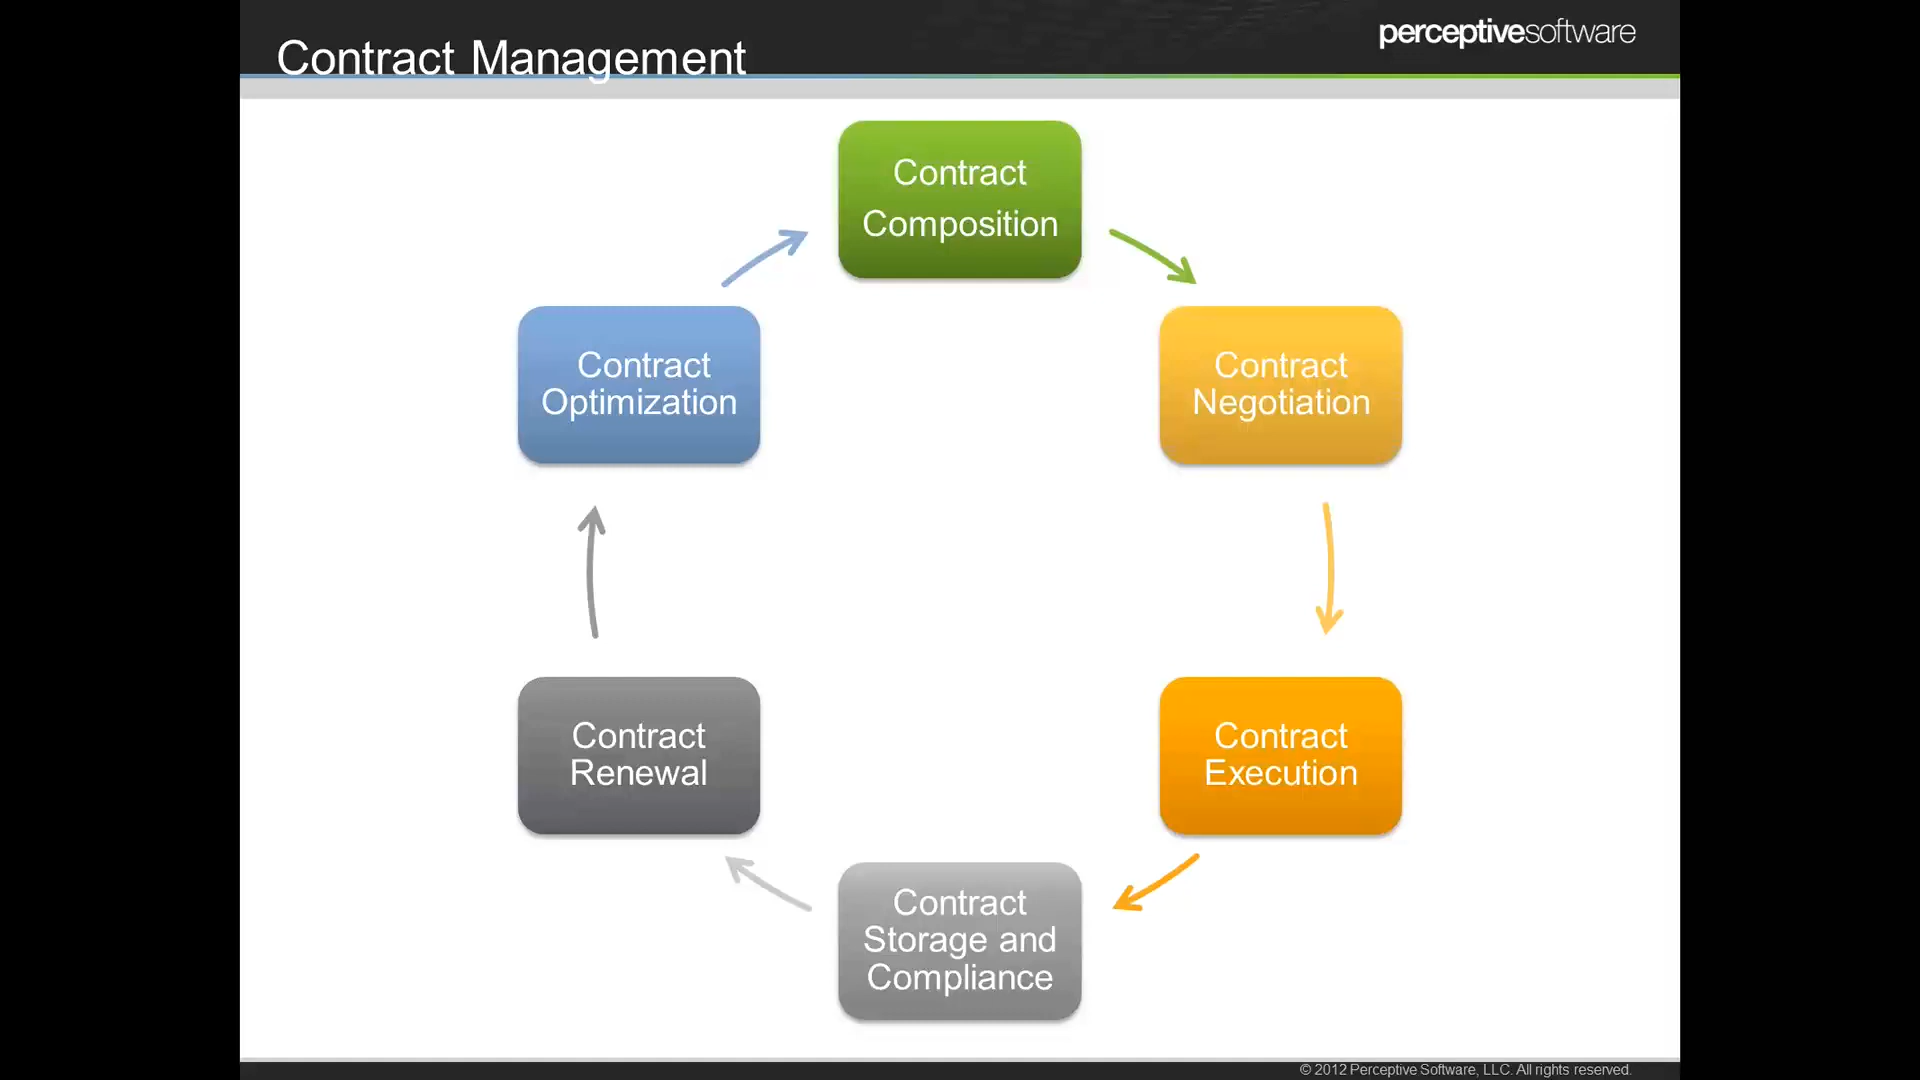 Contract Management
perceptivesoftware
Contract
Composition
Contract
Negotiation
Contract
Execution
Contract
Storage and
Compliance
Contract
Renewal
Contract
Optimization
© 2012 Perceptive Software, LLC. All rights reserved.